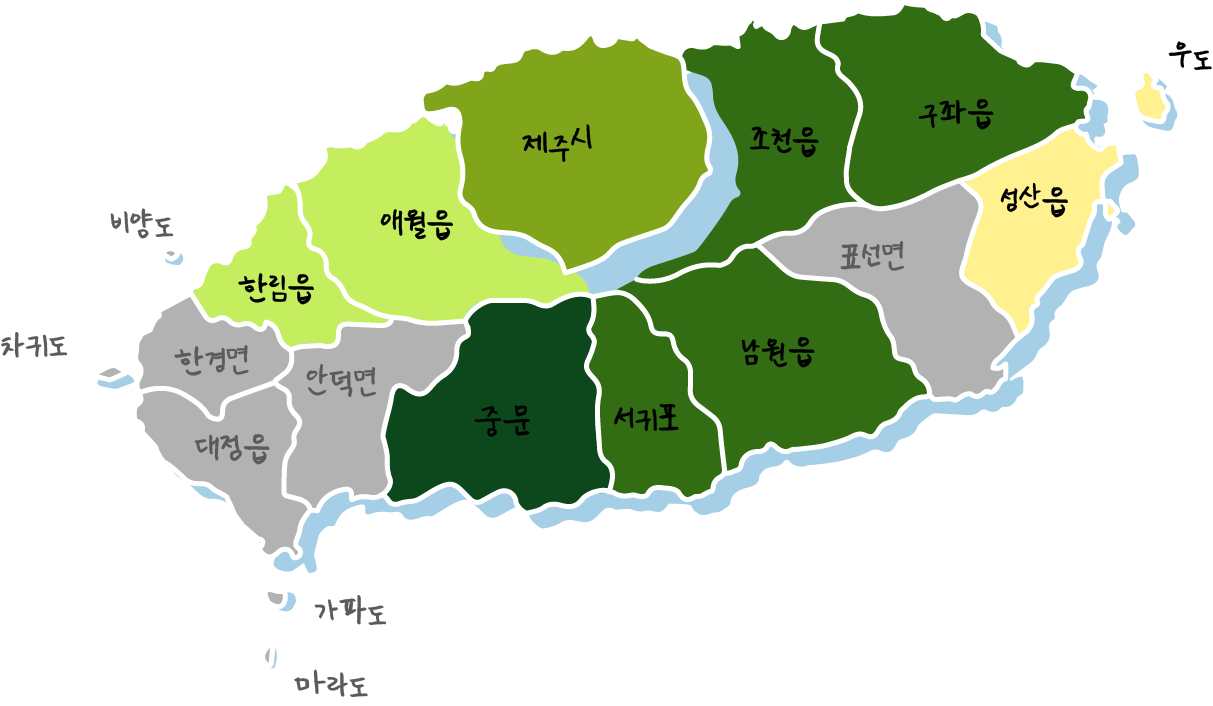 우도
구좌읍
제주시
조천읍
성산읍
비양도
애월읍
표선면
한림읍
차귀도
한경면
안덕면
남원읍
중문
서귀포
대정읍
가파도
마라도